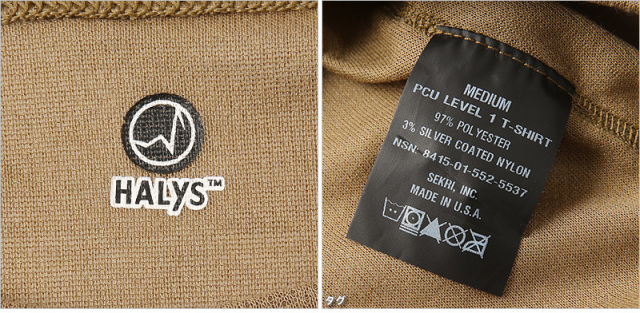 HALYS™
MEDIUM
PCU LEVEL 1 T-SHIRT
97% POLYESTER
3% SILVER COATED NYLON
NSN: 8415-01-552-5537
SEKRI, INC.
MADE IN U.S.A.
タグ